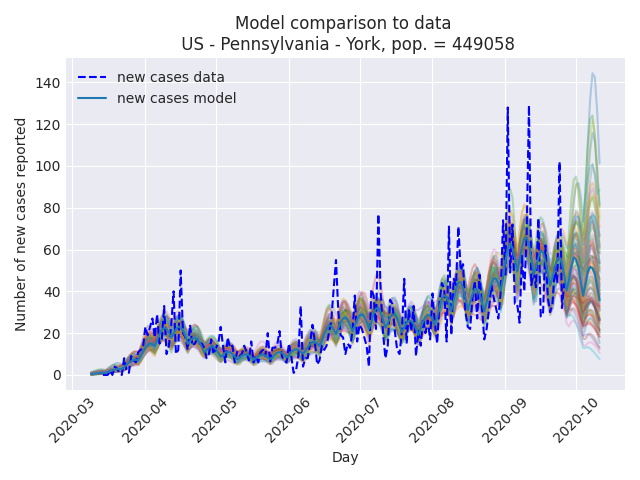 Model comparison to data
US - Pennsylvania - York, pop. = 449058
new cases data
new cases model
Number of new cases reported
140
120
100
80
60
40
20
0
2020-03
2020-04
2020-05
2020-06
2020-07
2020-08
2020-09
2020-10
Day